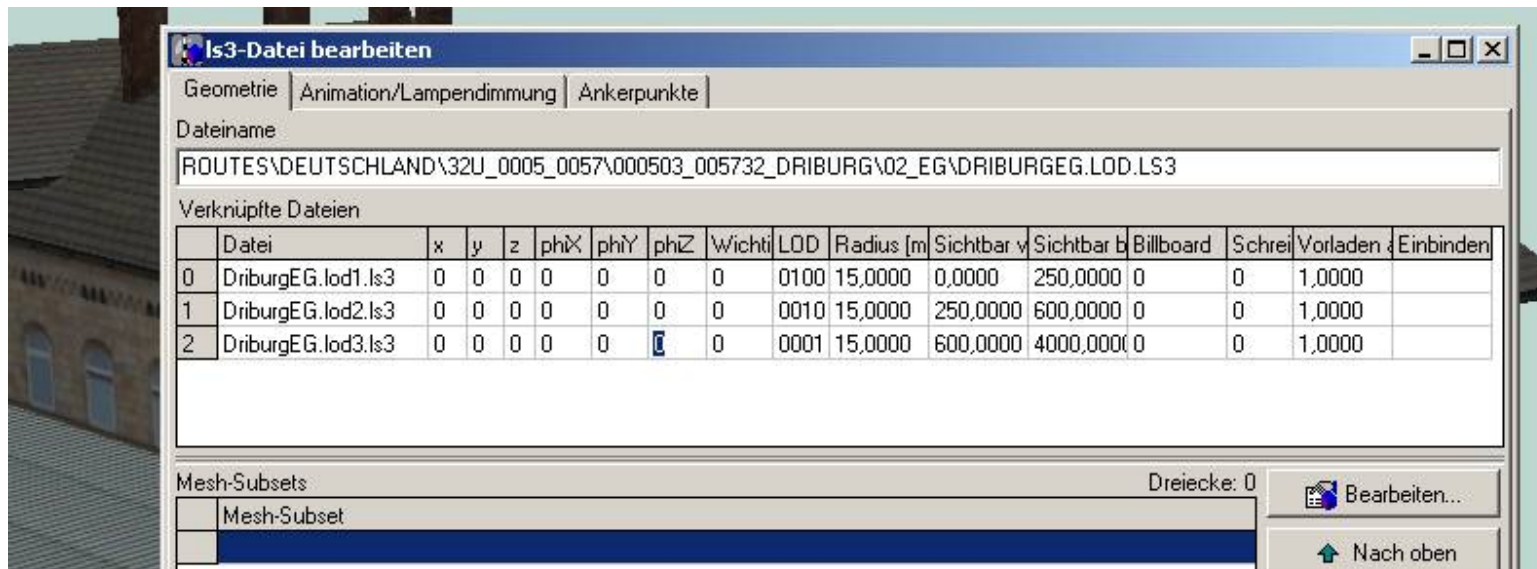 ls3-Datei bearbeiten
Geometrie Animation/Lampendimmung Ankerpunkte
Dateiname
ROUTES\DEUTSCHLAND\32U_0005_0057\000503_005732_DRIBURG\02_EG\DRIBURGEG.LOD.LS3
Verknüpfte Dateien
Datei x y z phiX phiY phiZ Wichti LOD Radius [m Sichtbar v Sichtbar b Billboard Schrei Vorladen a Einbinden
0 DriburgEG.lod1.ls3 0 0 0 0 0 0 0 0100 15,0000 0,0000 250,0000 0 0 1,0000
1 DriburgEG.lod2.ls3 0 0 0 0 0 0 0 0010 15,0000 250,0000 600,0000 0 0 1,0000
2 DriburgEG.lod3.ls3 0 0 0 0 0 0 0 0001 15,0000 600,0000 4000,000( 0 0 1,0000
Mesh-Subsets Dreiecke: 0 Bearbeiten...
Mesh-Subset
Nach oben